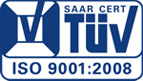 SAAR CERT
TÜV
ISO 9001:2008